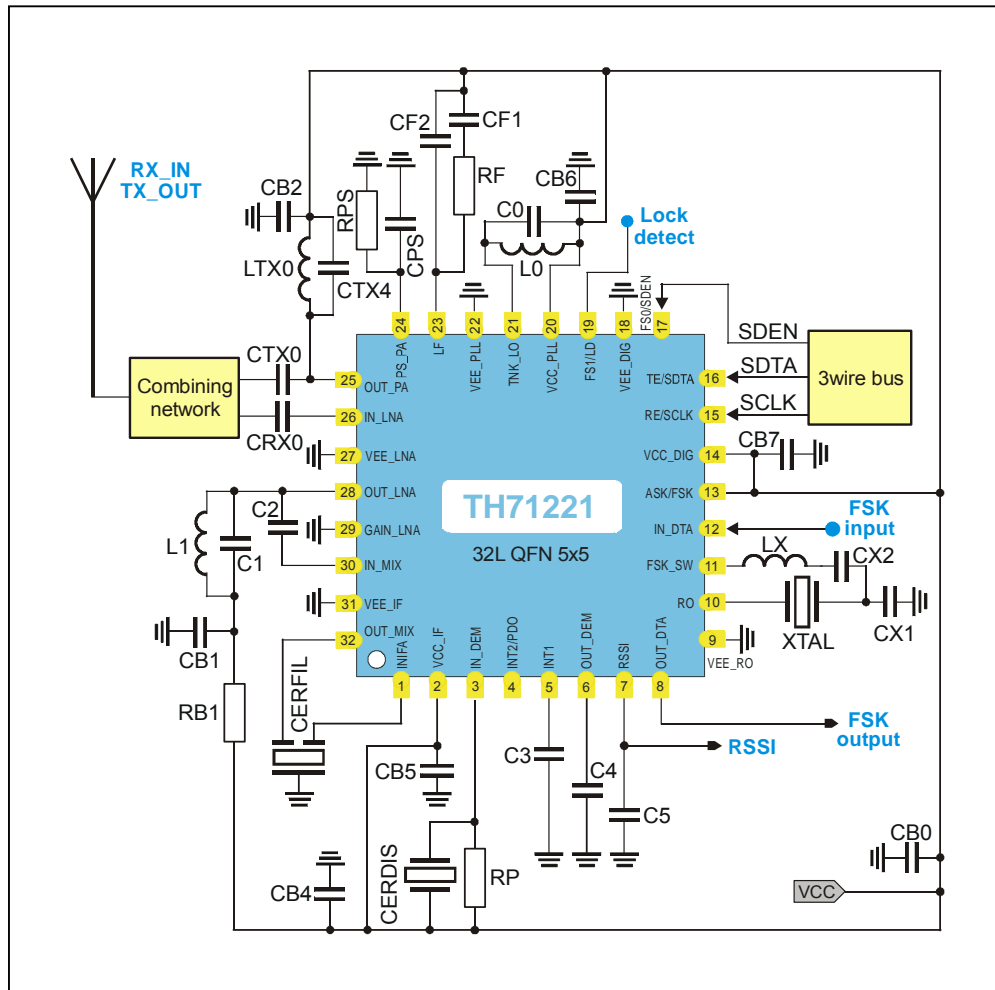 RX_IN
TX_OUT
CB2
LTX0
CTX4
RPS
CPS
CF2
CF1
RF
C0
L0
CB6
Lock
detect
FS0/SDEN
SDEN
SDTA
SCLK
3wire bus
Combining
network
CTX0
CRX0
24
23
22
21
20
19
18
17
PS_PA
LF
VEE_PLL
TNK_LO
VCC_PLL
FS1/LD
VEE_DIG
25 OUT_PA
26 IN_LNA
27 VEE_LNA
28 OUT_LNA
29 GAIN_LNA
30 IN_MIX
31 VEE_IF
32 OUT_MIX
TE/SDTA 16
RE/SCLK 15
VCC_DIG 14
ASK/FSK 13
IN_DTA 12
FSK_SW 11
RO 10
9
VEE_RO
CB7
FSK
input
LX
CX2
CX1
XTAL
TH71221
32L QFN 5x5
L1
C1
C2
CB1
RB1
CERFIL
INIFA
VCC_IF
IN_DEM
INT2/PDO
INT1
OUT_DEM
RSSI
OUT_DTA
1
2
3
4
5
6
7
8
FSK
output
RSSI
CB5
C3
C4
C5
CERDIS
RP
CB4
CB0
VCC